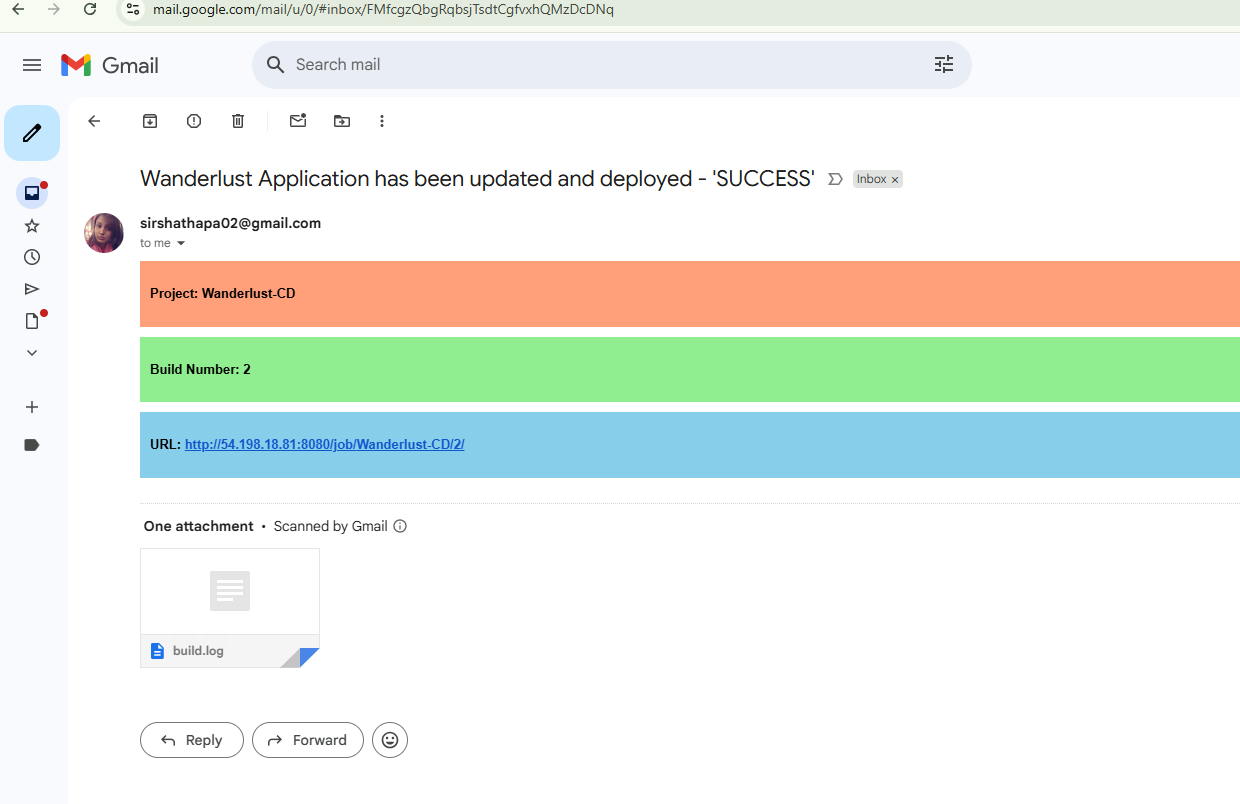 mail.google.com/mail/u/0/#inbox/FMfcgzQbgRqbsjTsdtCgfvxhQMzDcDNq
Gmail
Search mail
Wanderlust Application has been updated and deployed - 'SUCCESS'
Inbox ×
sirshathapa02@gmail.com
to me
Project: Wanderlust-CD
Build Number: 2
URL: http://54.198.18.81:8080/job/Wanderlust-CD/2/
One attachment • Scanned by Gmail
build.log
Reply
Forward